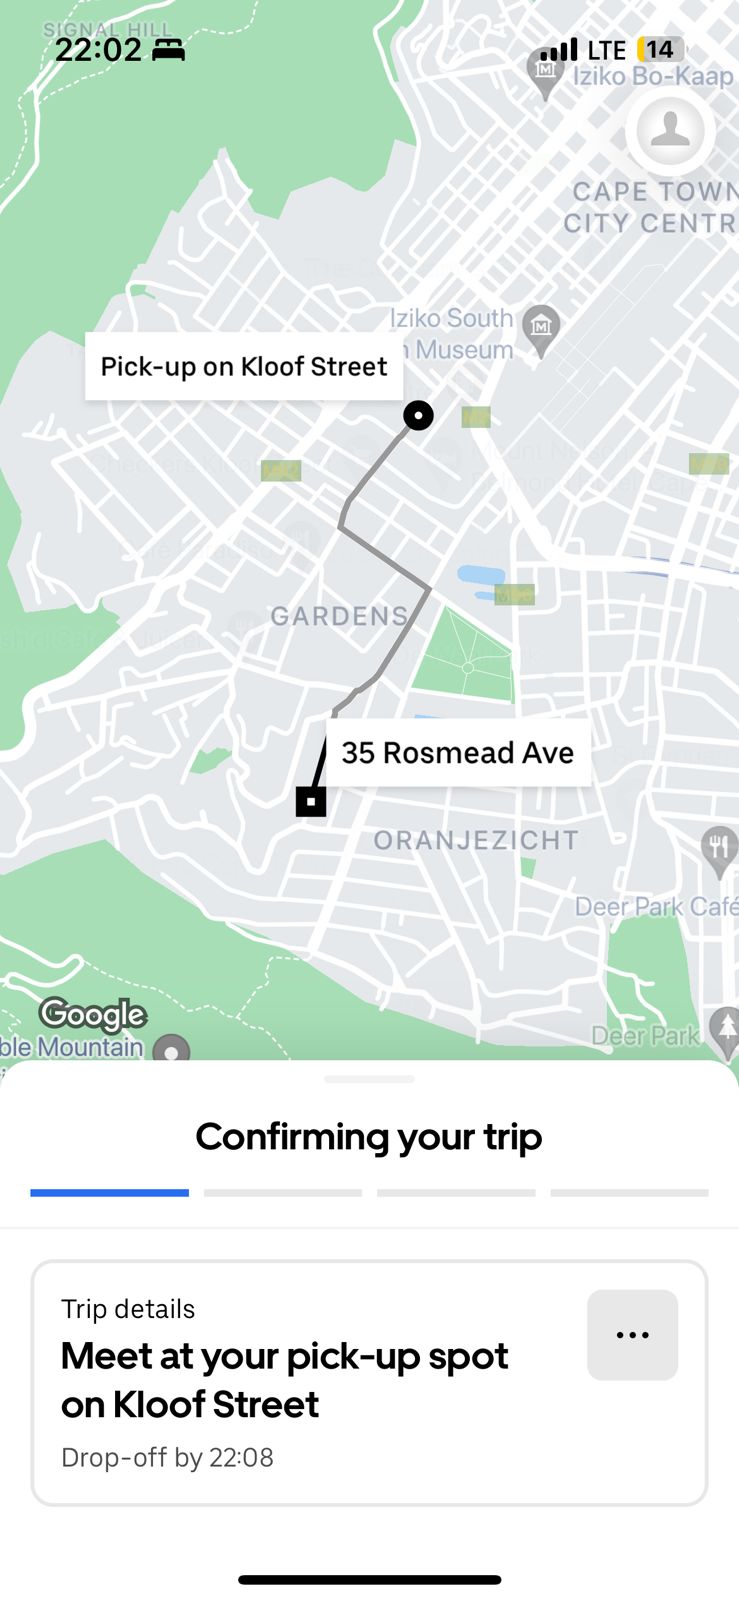 SIGNAL HILL
22:02
LTE 14
Iziko Bo-Kaap
CAPE TOWN
CITY CENTR
Iziko South
Museum
Pick-up on Kloof Street
GARDENS
35 Rosmead Ave
ORANJEZICHT
Deer Park Café
Google
Deer Park
ble Mountain
Confirming your trip
Trip details
Meet at your pick-up spot
on Kloof Street
Drop-off by 22:08